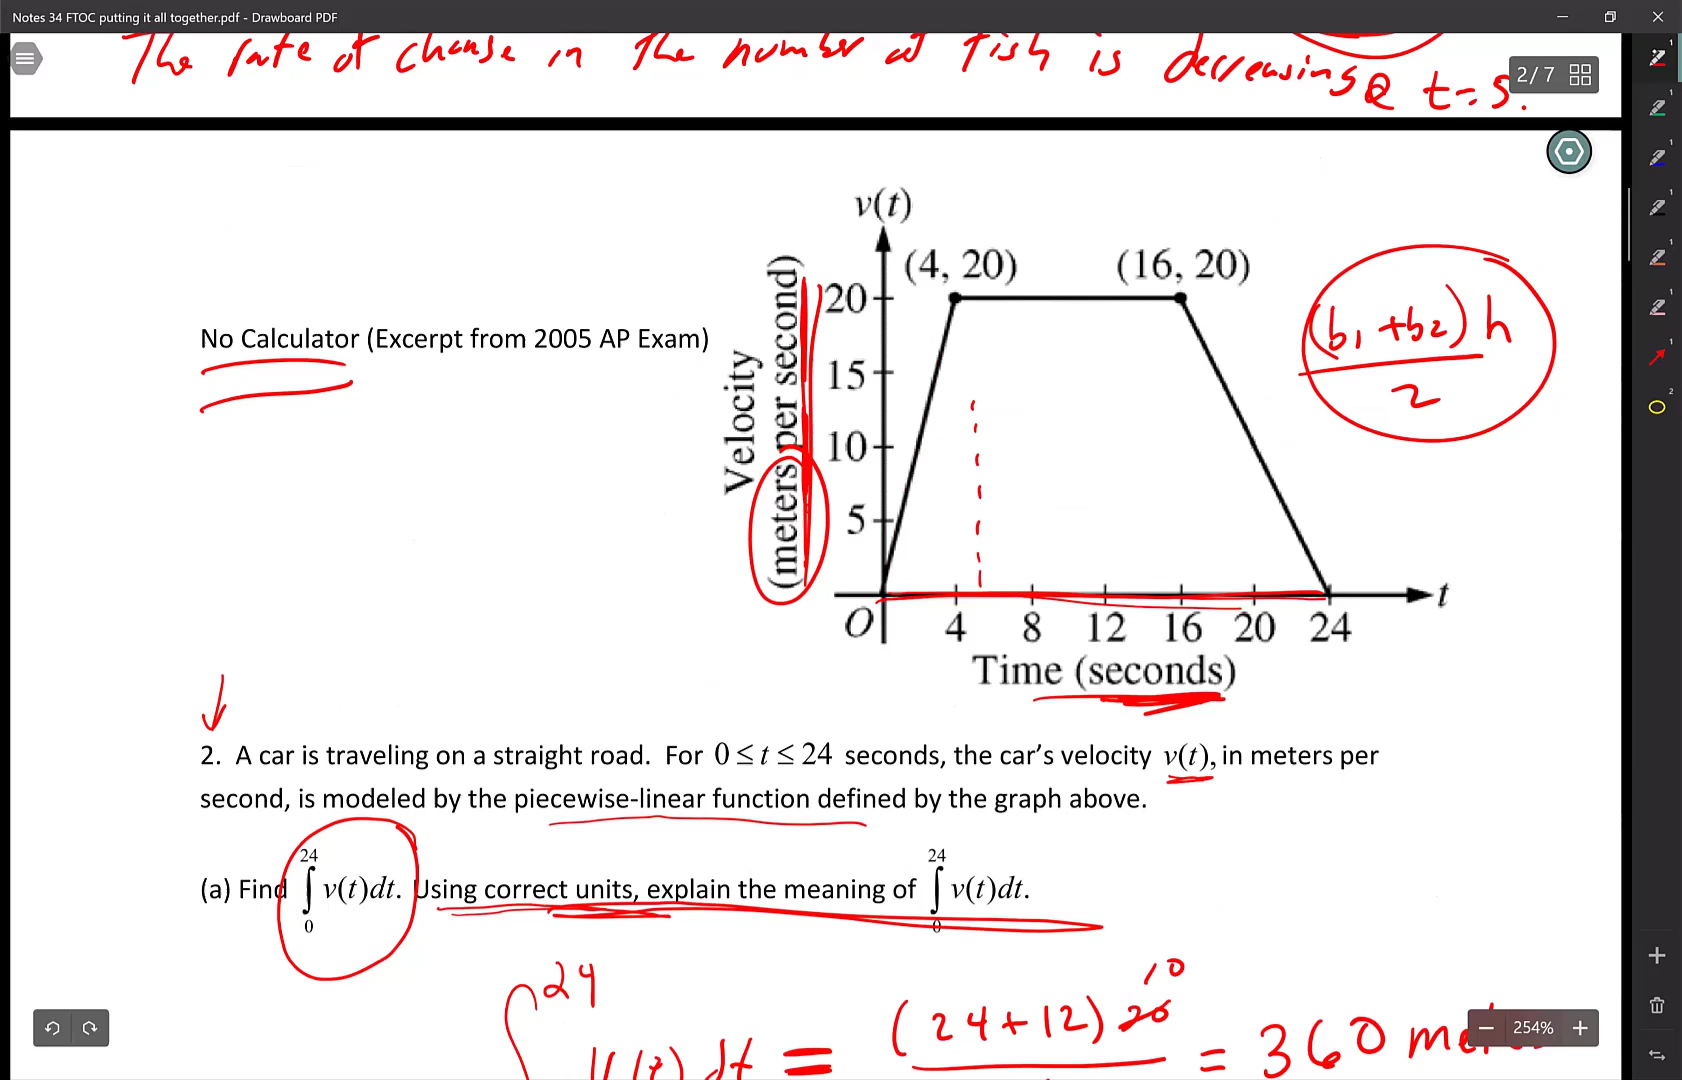 Notes 34 FTOC putting it all together.pdf - Drawboard PDF
The rate of change in the number of fish is decreasing @ t=5.
2 / 7
v(t)
(4, 20) (16, 20)
Velocity
(meters per second)
20
15
10
5
O 4 8 12 16 20 24 t
Time (seconds)
(b1 + b2) h
2
No Calculator (Excerpt from 2005 AP Exam)
2. A car is traveling on a straight road. For 0 ≤ t ≤ 24 seconds, the car's velocity v(t), in meters per
second, is modeled by the piecewise-linear function defined by the graph above.
(a) Find ∫₀²⁴ v(t)dt. Using correct units, explain the meaning of ∫₀²⁴ v(t)dt.
10
∫²⁴ v(t) dt = (24+12) 20 = 360
254%